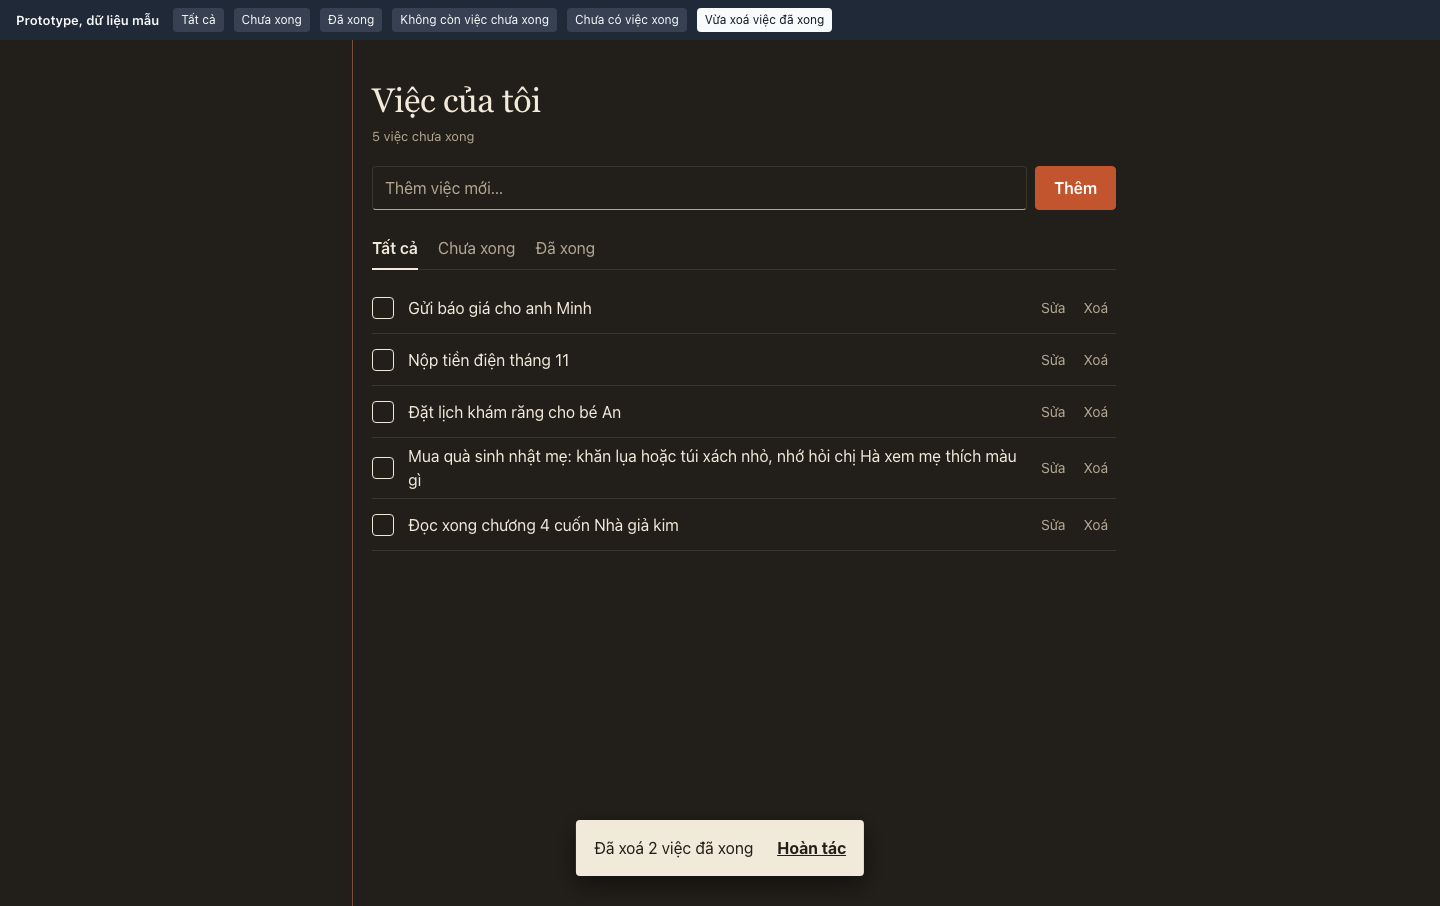 Prototype, dữ liệu mẫu Tất cả Chưa xong Đã xong Không còn việc chưa xong Chưa có việc xong Vừa xoá việc đã xong
Việc của tôi
5 việc chưa xong
Thêm việc mới... Thêm
Tất cả Chưa xong Đã xong
Gửi báo giá cho anh Minh Sửa Xoá
Nộp tiền điện tháng 11 Sửa Xoá
Đặt lịch khám răng cho bé An Sửa Xoá
Mua quà sinh nhật mẹ: khăn lụa hoặc túi xách nhỏ, nhớ hỏi chị Hà xem mẹ thích màu
gì Sửa Xoá
Đọc xong chương 4 cuốn Nhà giả kim Sửa Xoá
Đã xoá 2 việc đã xong Hoàn tác